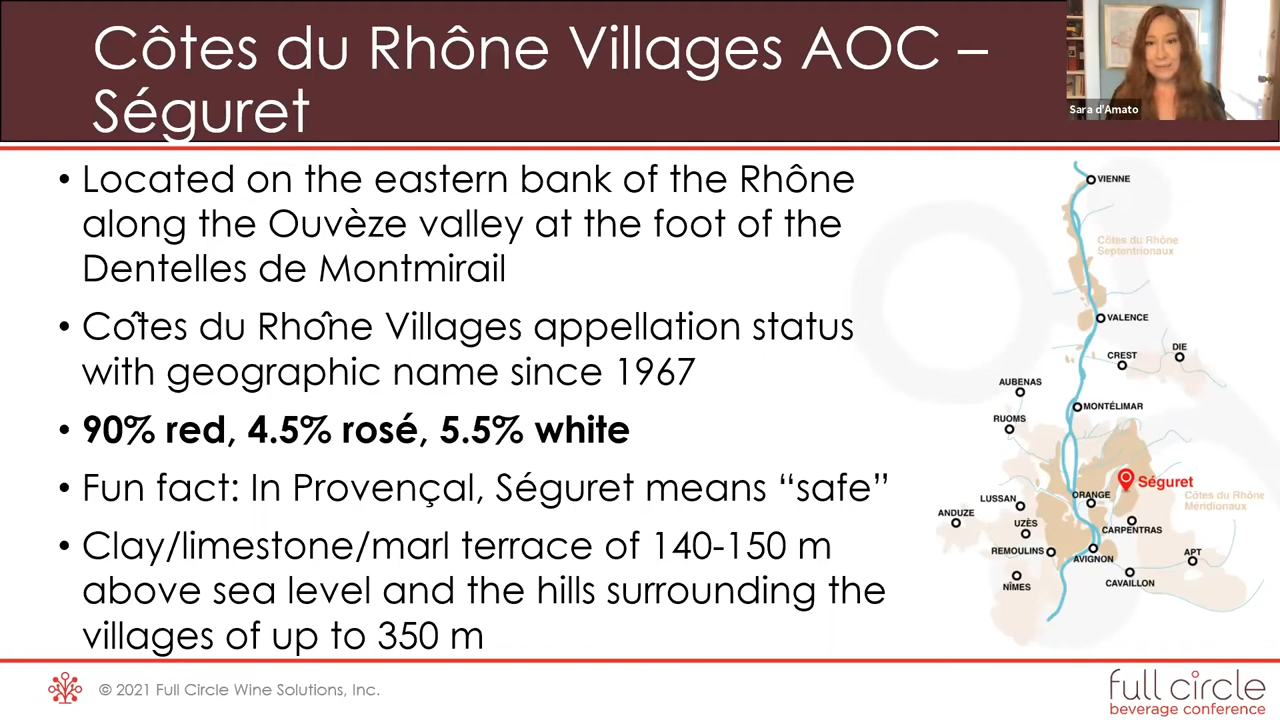 Côtes du Rhône Villages AOC –
Séguret
Sara d'Amato
• Located on the eastern bank of the Rhône
along the Ouvèze valley at the foot of the
Dentelles de Montmirail
• Côtes du Rhône Villages appellation status
with geographic name since 1967
• 90% red, 4.5% rosé, 5.5% white
• Fun fact: In Provençal, Séguret means “safe”
• Clay/limestone/marl terrace of 140-150 m
above sea level and the hills surrounding the
villages of up to 350 m
VIENNE
Côtes du Rhône
Septentrionaux
VALENCE
DIE
CREST
AUBENAS
MONTÉLIMAR
RUOMS
Séguret
ORANGE
Côtes du Rhône
Méridionaux
LUSSAN
ANDUZE
UZÈS
CARPENTRAS
REMOULINS
AVIGNON
APT
NÎMES
CAVAILLON
© 2021 Full Circle Wine Solutions, Inc.
full circle
beverage conference